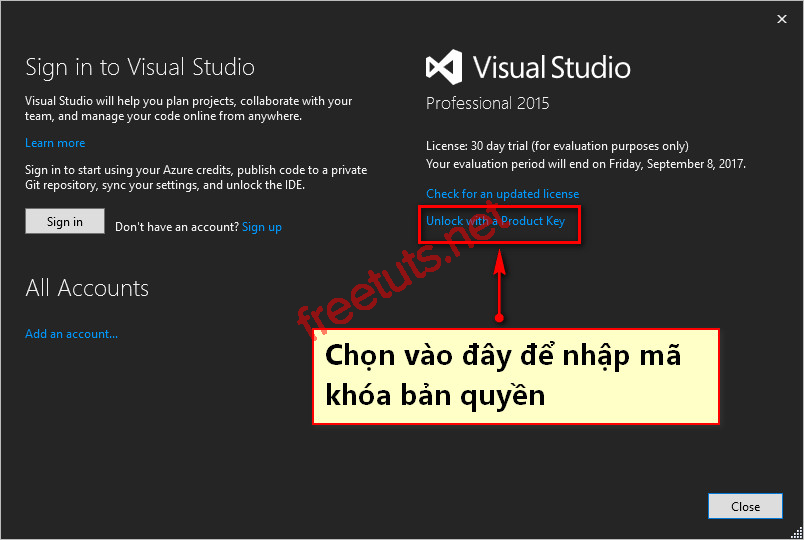 Sign in to Visual Studio
Visual Studio will help you plan projects, collaborate with your
team, and manage your code online from anywhere.
Learn more
Sign in to start using your Azure credits, publish code to a private
Git repository, sync your settings, and unlock the IDE.
Sign in
Don't have an account? Sign up
All Accounts
Add an account...
Visual Studio
Professional 2015
License: 30 day trial (for evaluation purposes only)
Your evaluation period will end on Friday, September 8, 2017.
Check for an updated license
Unlock with a Product Key
freetuts.net
Chọn vào đây để nhập mã
khóa bản quyền
Close